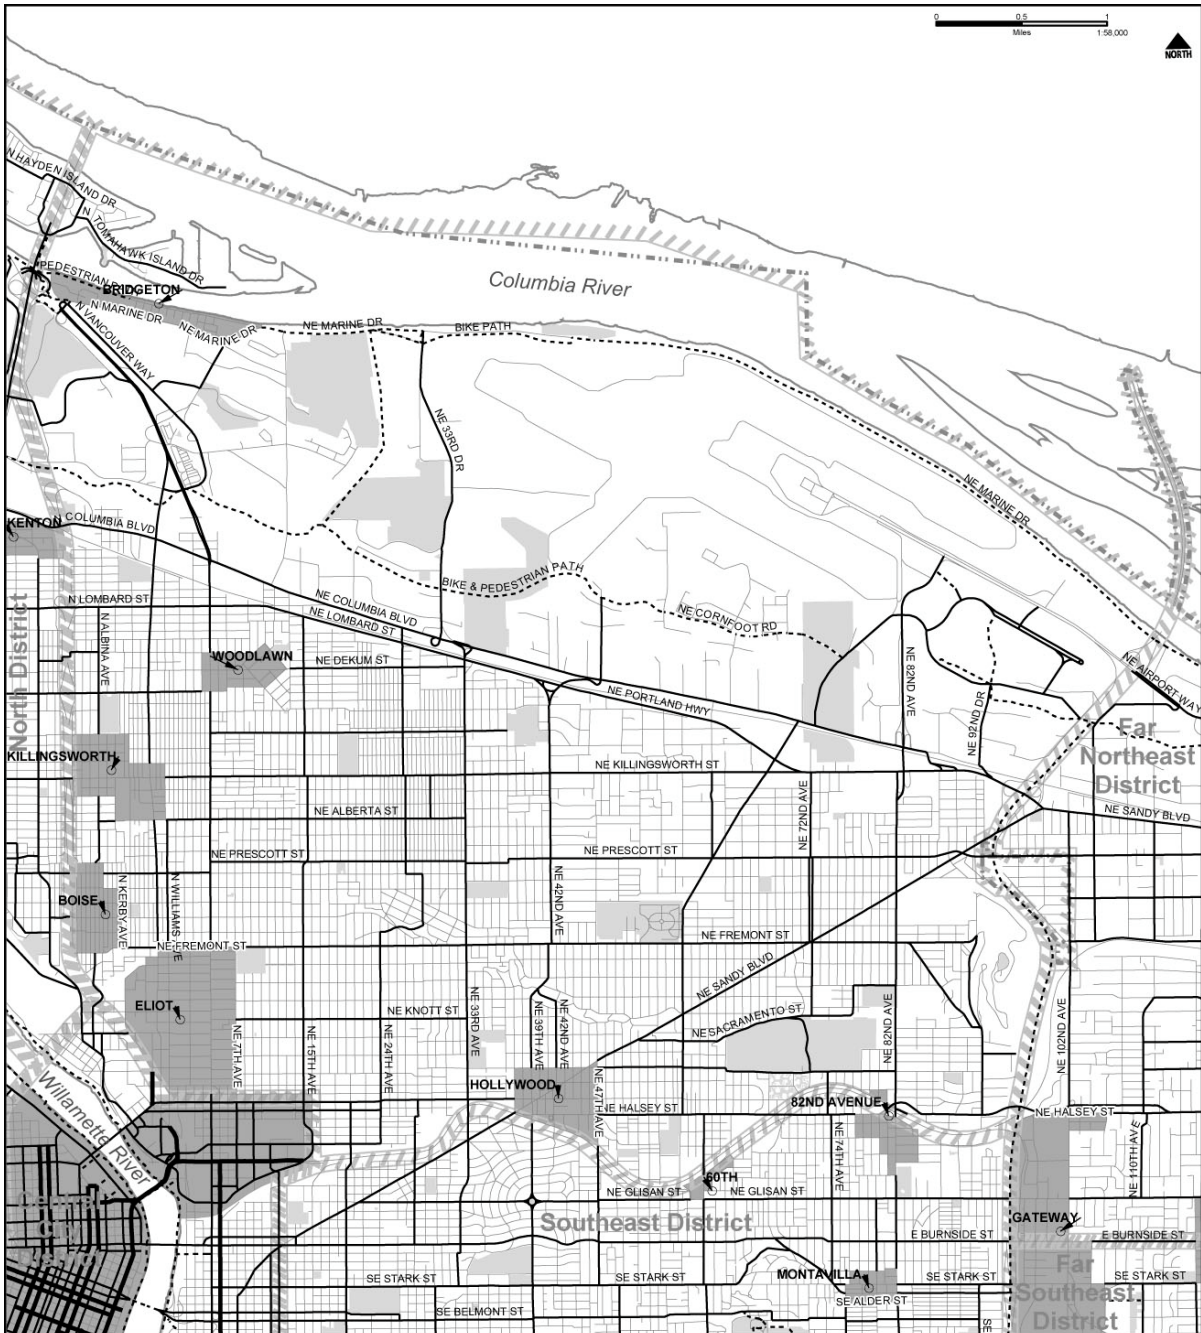 0 0.5 1
Miles 1:58,000
NORTH
N HAYDEN ISLAND DR
N TOMAHAWK ISLAND DR
Columbia River
PEDESTRIAN
BRIDGETON
N MARINE DR
NE MARINE DR
NE MARINE DR
BIKE PATH
N VANCOUVER WAY
NE 33RD DR
NE MARINE DR
KENTON
N COLUMBIA BLVD
BIKE & PEDESTRIAN PATH
NE COLUMBIA BLVD
NE LOMBARD ST
N LOMBARD ST
NE CORNFOOT RD
N ALBINA AVE
North District
WOODLAWN
NE DEKUM ST
NE 82ND AVE
NE AIRPORT WAY
NE PORTLAND HWY
NE 92ND DR
Far
Northeast
District
KILLINGSWORTH
NE KILLINGSWORTH ST
NE ALBERTA ST
NE 72ND AVE
NE SANDY BLVD
NE PRESCOTT ST
NE PRESCOTT ST
BOISE
N KERBY AVE
N WILLIAMS AVE
NE 42ND AVE
NE FREMONT ST
NE FREMONT ST
NE SANDY BLVD
ELIOT
NE KNOTT ST
NE 33RD AVE
NE 39TH AVE
NE 42ND AVE
NE SACRAMENTO ST
NE 82ND AVE
NE 102ND AVE
NE 7TH AVE
NE 15TH AVE
NE 24TH AVE
HOLLYWOOD
NE 47TH AVE
NE HALSEY ST
82ND AVENUE
NE HALSEY ST
Willamette River
NE 74TH AVE
NE 110TH AVE
60TH
NE GLISAN ST
NE GLISAN ST
Central
City
Southeast District
GATEWAY
E BURNSIDE ST
E BURNSIDE ST
SE STARK ST
SE STARK ST
MONTAVILLA
SE STARK ST
SE STARK ST
Far
Southeast
District
SE ALDER ST
SE BELMONT ST
SE